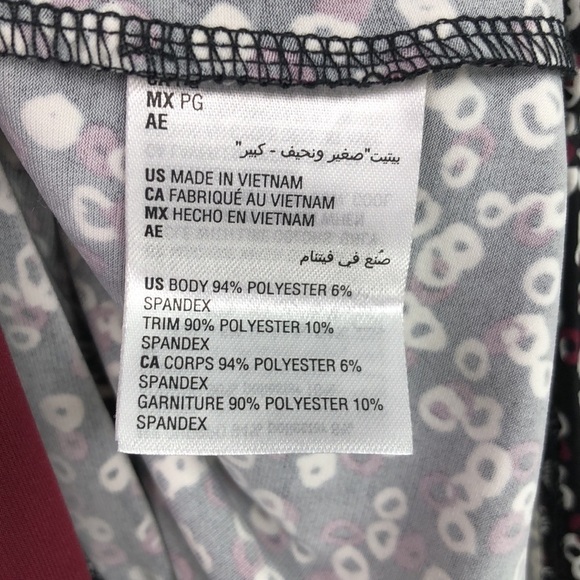 MX PG
AE
بيتيت"صغير ونحيف - كبير"
US MADE IN VIETNAM
CA FABRIQUÉ AU VIETNAM
MX HECHO EN VIETNAM
AE
صُنع في فيتنام
US BODY 94% POLYESTER 6%
SPANDEX
TRIM 90% POLYESTER 10%
SPANDEX
CA CORPS 94% POLYESTER 6%
SPANDEX
GARNITURE 90% POLYESTER 10%
SPANDEX